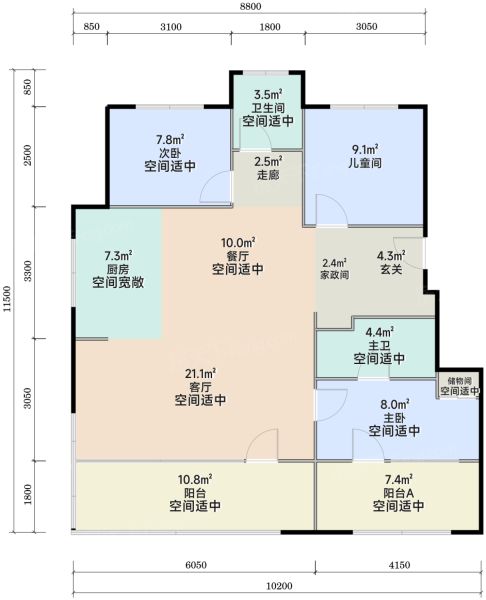 8800
850
3100
1800
3050
850
2500
3300
3050
1800
11500
3.5㎡
卫生间
空间适中
7.8㎡
次卧
空间适中
9.1㎡
儿童间
2.5㎡
走廊
7.3㎡
厨房
空间宽敞
10.0㎡
餐厅
空间适中
2.4㎡
家政间
4.3㎡
玄关
4.4㎡
主卫
空间适中
21.1㎡
客厅
空间适中
储物间
空间适中
8.0㎡
主卧
空间适中
10.8㎡
阳台
空间适中
7.4㎡
阳台A
空间适中
6050
4150
10200